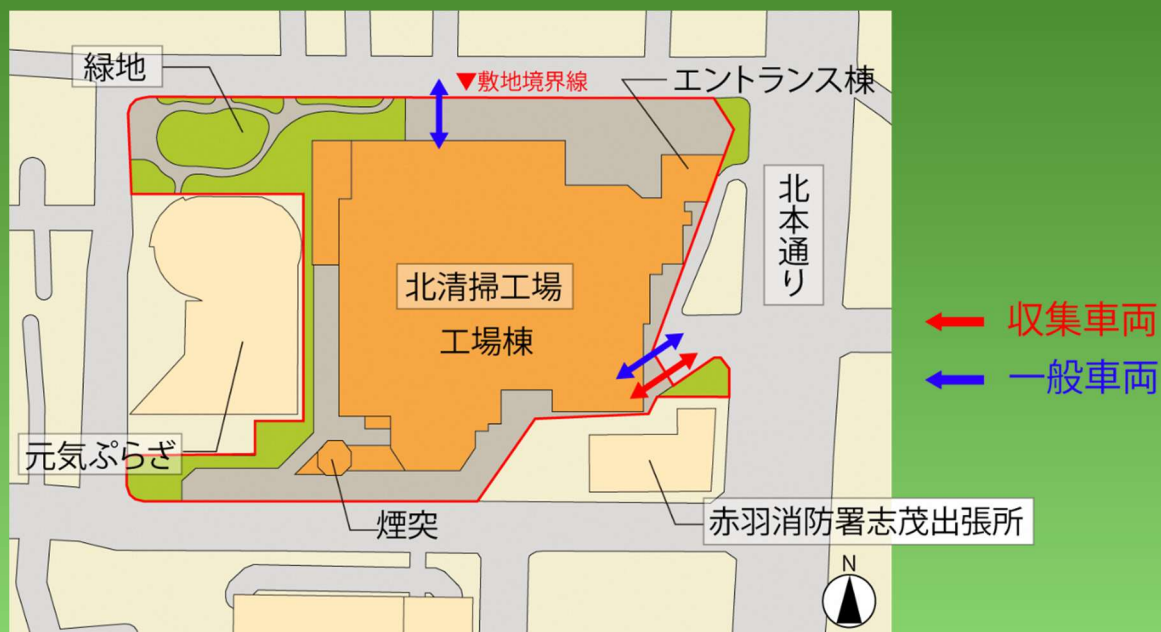 緑地
▼敷地境界線
エントランス棟
北本通り
北清掃工場
工場棟
収集車両
一般車両
元気ぷらざ
煙突
赤羽消防署志茂出張所
N